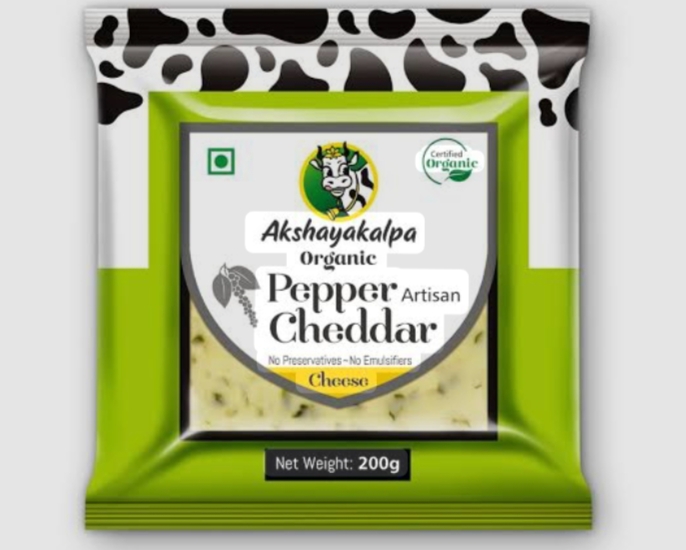 Certified
Organic
Akshayakalpa
Organic
Pepper Artisan
Cheddar
No Preservatives-No Emulsifiers
Cheese
Net Weight: 200g